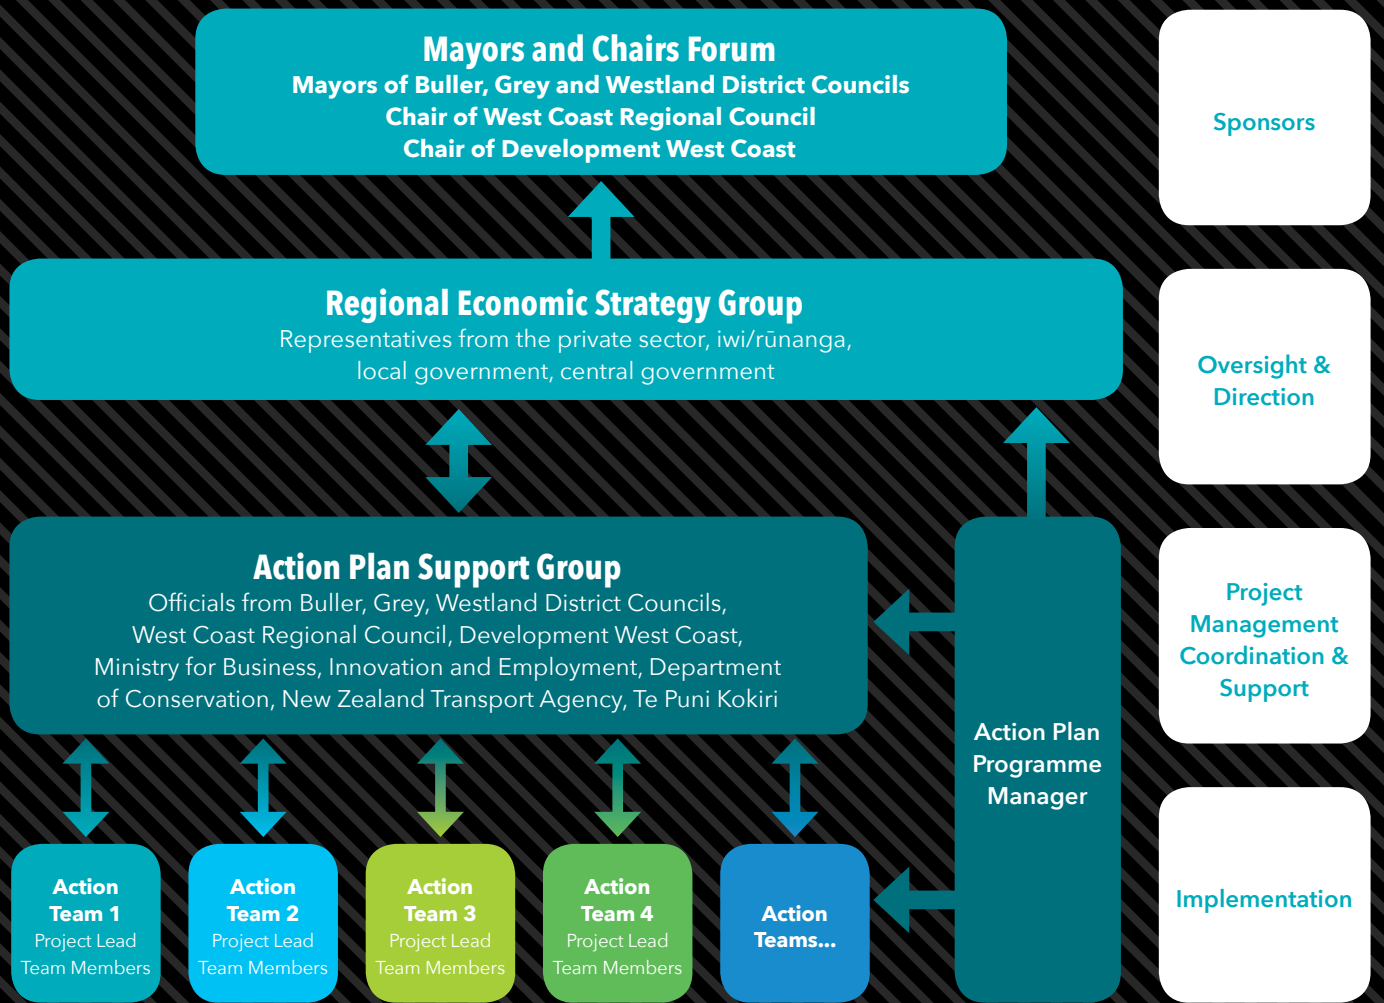 Mayors and Chairs Forum
Mayors of Buller, Grey and Westland District Councils
Chair of West Coast Regional Council
Chair of Development West Coast
Sponsors
Regional Economic Strategy Group
Representatives from the private sector, iwi/rūnanga,
local government, central government
Oversight &
Direction
Action Plan Support Group
Officials from Buller, Grey, Westland District Councils,
West Coast Regional Council, Development West Coast,
Ministry for Business, Innovation and Employment, Department
of Conservation, New Zealand Transport Agency, Te Puni Kokiri
Action Plan
Programme
Manager
Project
Management
Coordination &
Support
Action
Team 1
Project Lead
Team Members
Action
Team 2
Project Lead
Team Members
Action
Team 3
Project Lead
Team Members
Action
Team 4
Project Lead
Team Members
Action
Teams...
Implementation